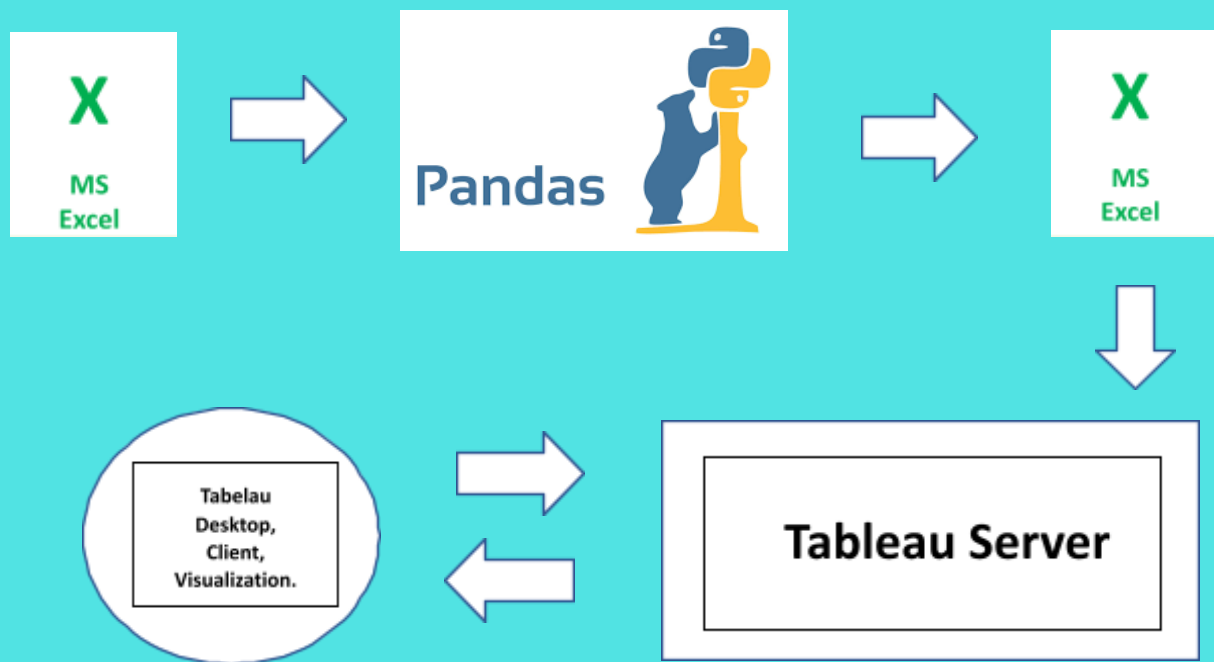 X
MS
Excel
Pandas
X
MS
Excel
Tabelau
Desktop,
Client,
Visualization.
Tableau Server